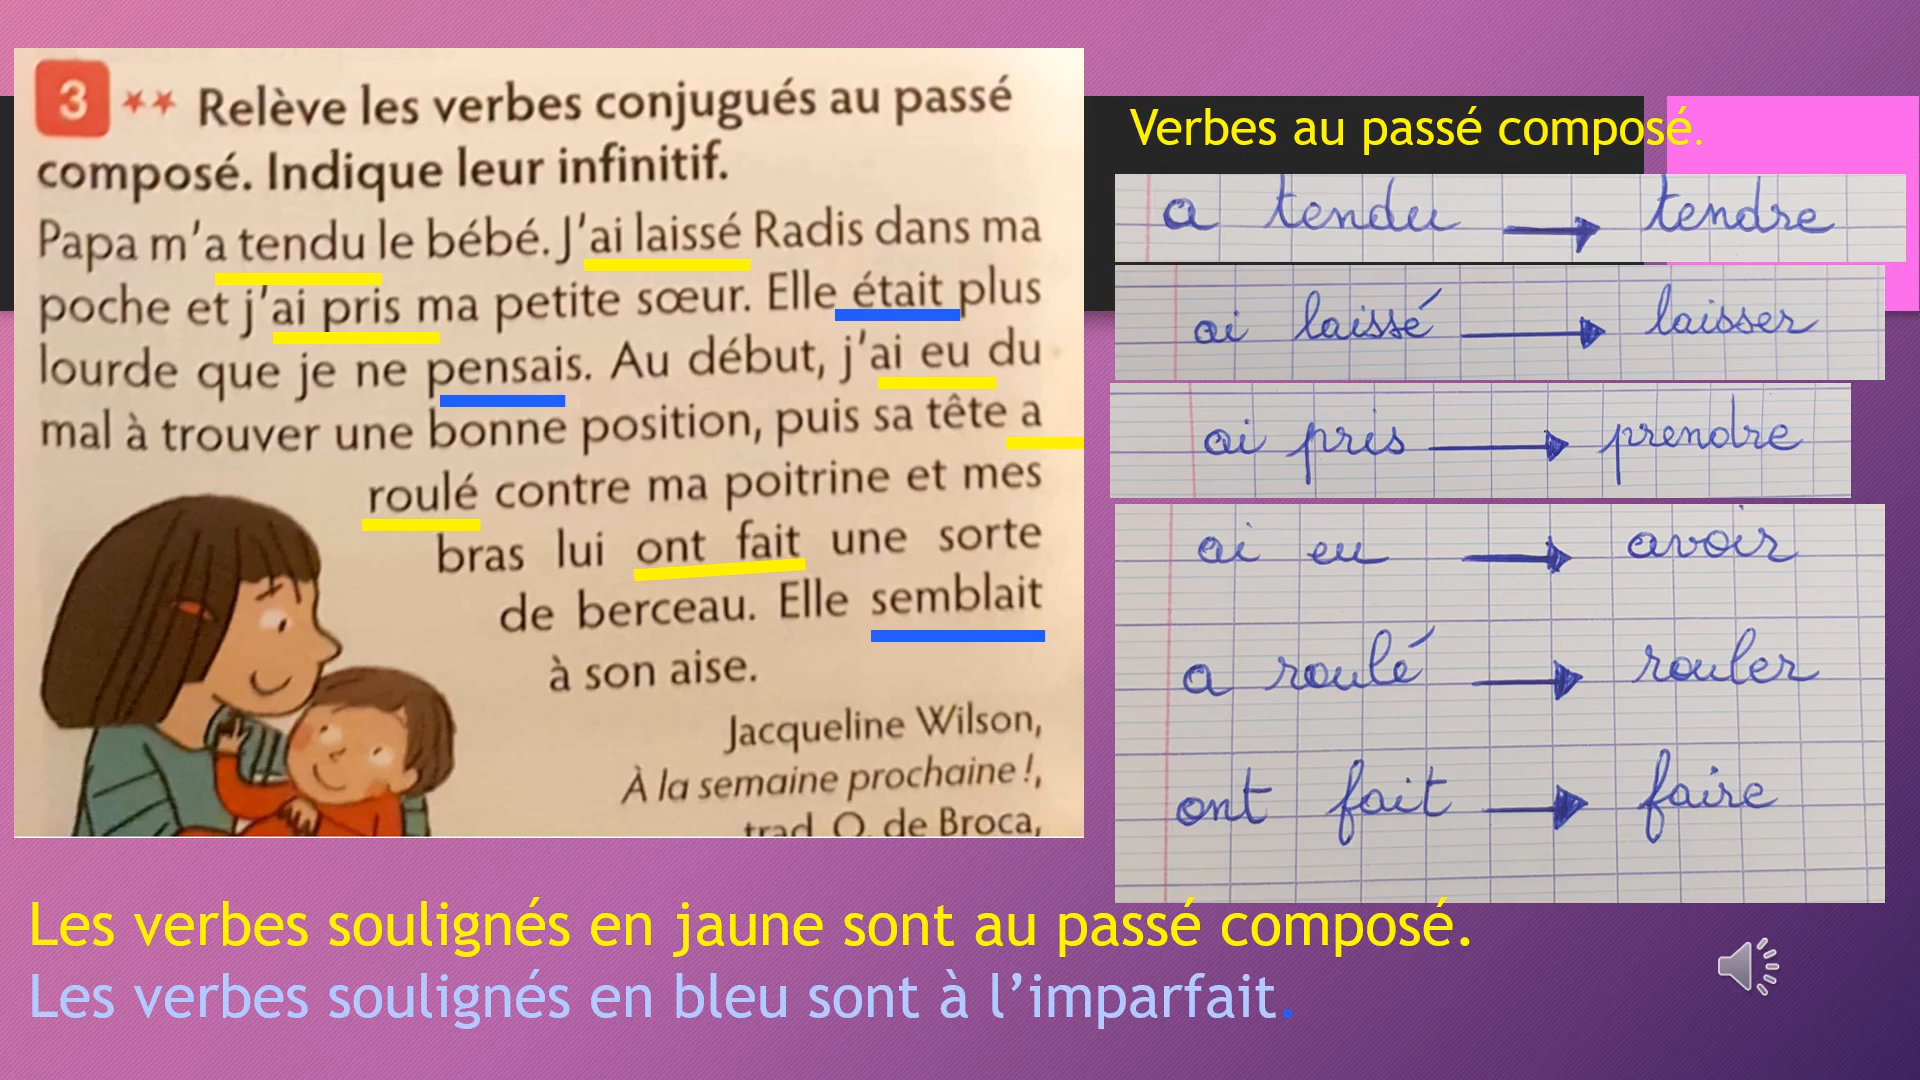 3 ** Relève les verbes conjugués au passé
composé. Indique leur infinitif.
Papa m'a tendu le bébé. J'ai laissé Radis dans ma
poche et j'ai pris ma petite sœur. Elle était plus
lourde que je ne pensais. Au début, j'ai eu du
mal à trouver une bonne position, puis sa tête a
roulé contre ma poitrine et mes
bras lui ont fait une sorte
de berceau. Elle semblait
à son aise.
Jacqueline Wilson,
À la semaine prochaine !,
trad. O. de Broca,
Verbes au passé composé.
a tendu → tendre
ai laissé → laisser
ai pris → prendre
ai eu → avoir
a roulé → rouler
ont fait → faire
Les verbes soulignés en jaune sont au passé composé.
Les verbes soulignés en bleu sont à l'imparfait.